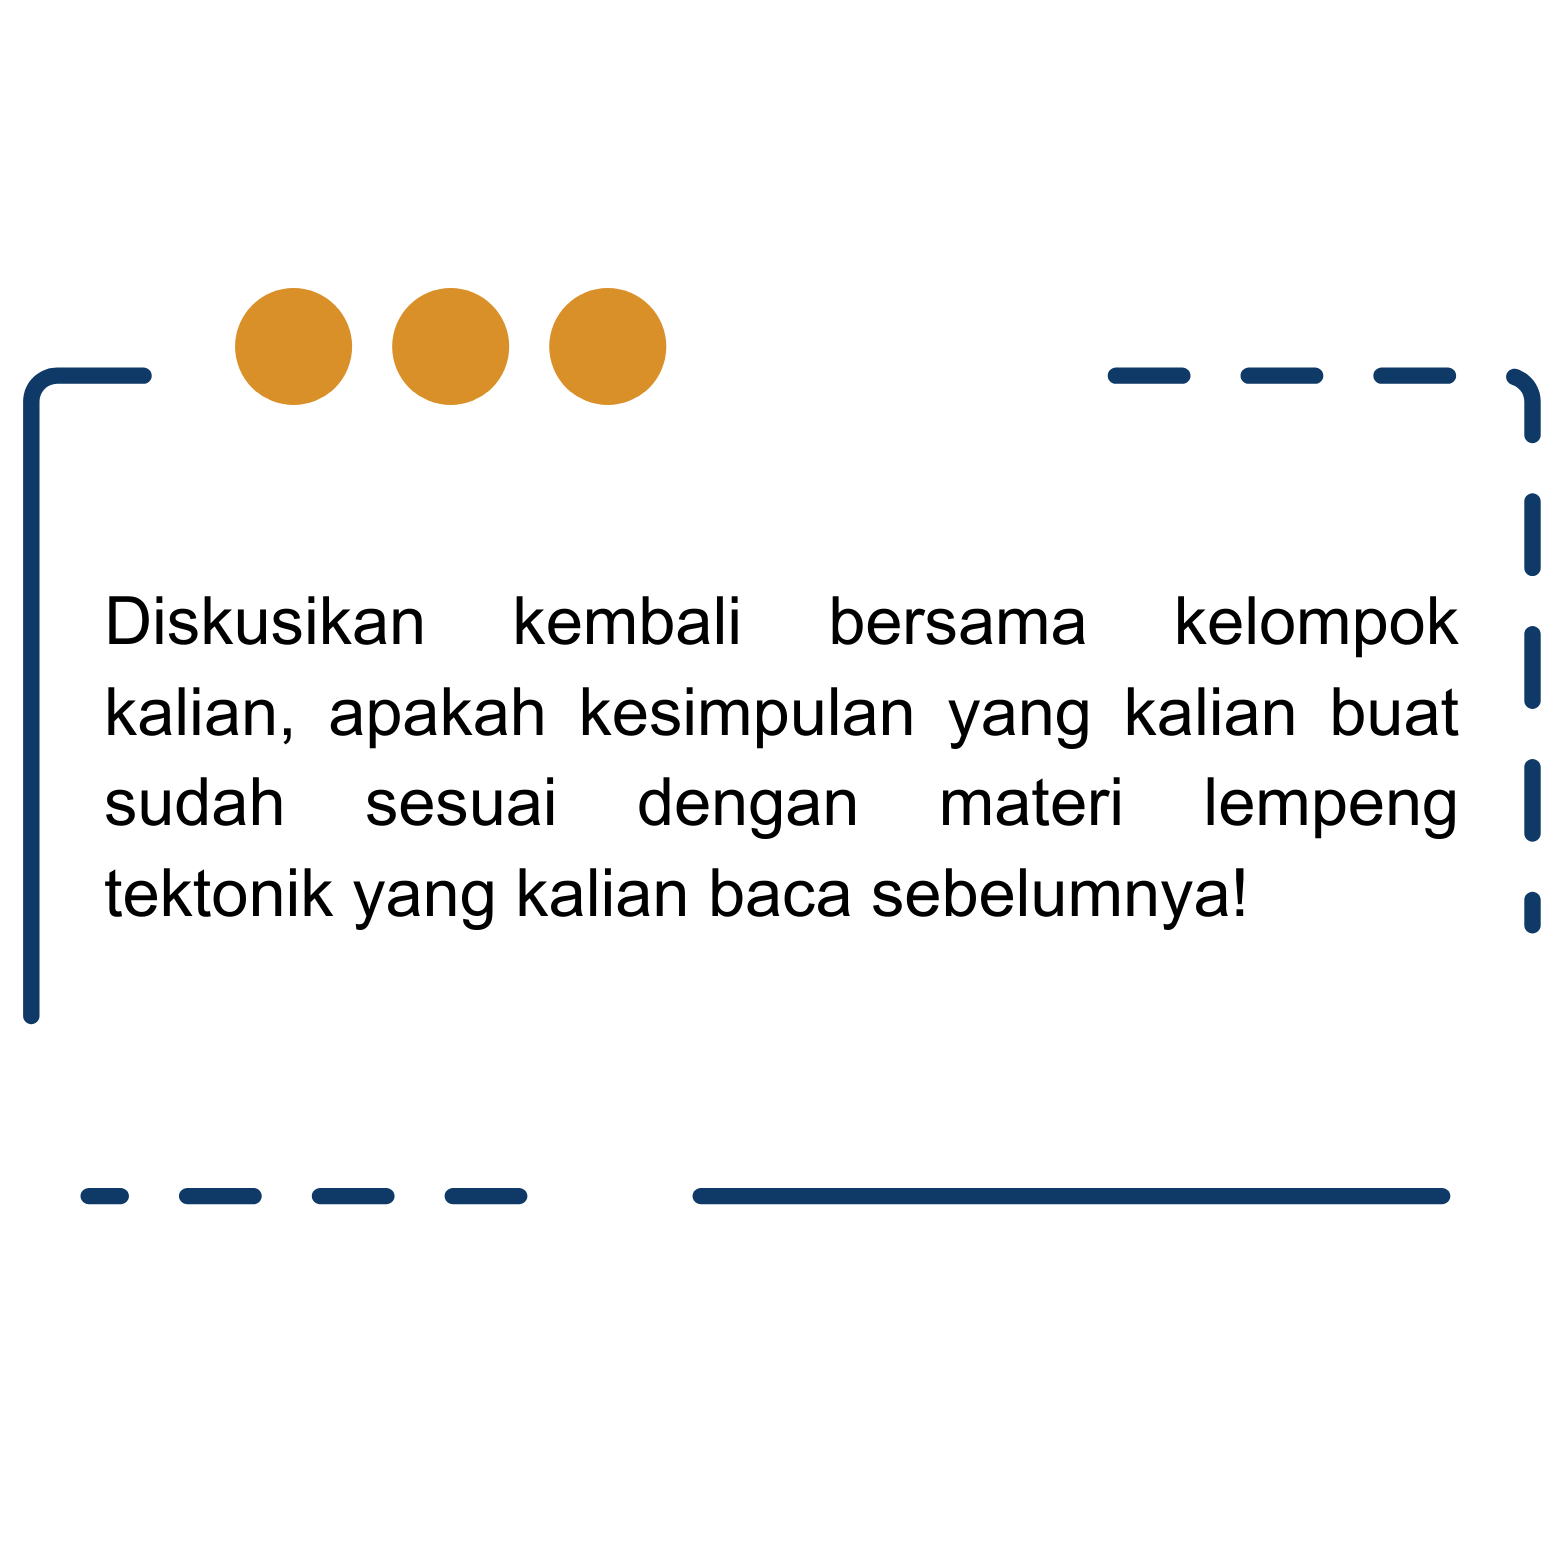 Diskusikan kembali bersama kelompok
kalian, apakah kesimpulan yang kalian buat
sudah sesuai dengan materi lempeng
tektonik yang kalian baca sebelumnya!